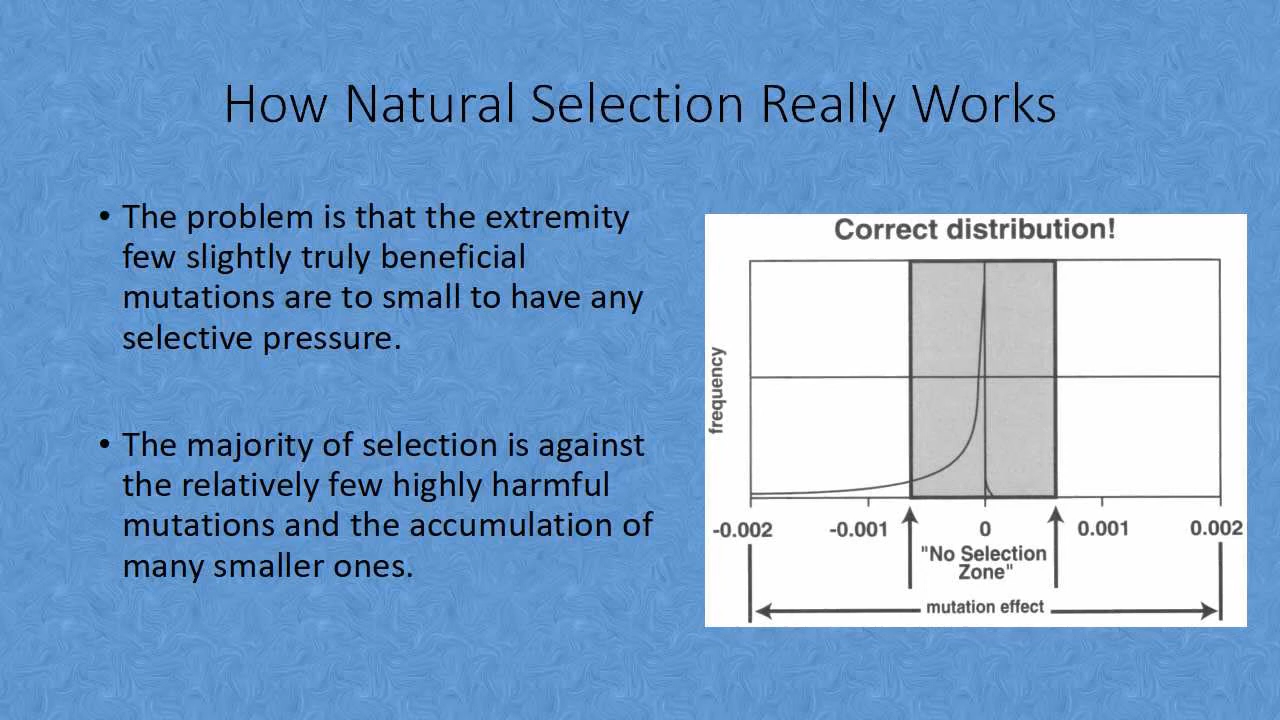 How Natural Selection Really Works
• The problem is that the extremity
few slightly truly beneficial
mutations are to small to have any
selective pressure.
• The majority of selection is against
the relatively few highly harmful
mutations and the accumulation of
many smaller ones.
Correct distribution!
frequency
-0.002 -0.001 0 0.001 0.002
"No Selection
Zone"
mutation effect